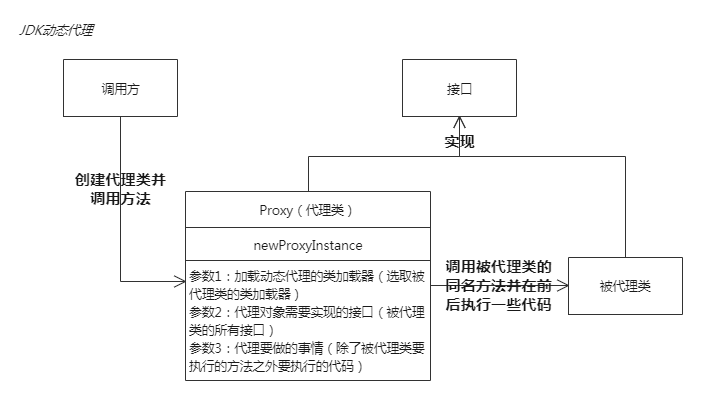 JDK动态代理
调用方
接口
实现
创建代理类并
调用方法
Proxy（代理类）
newProxyInstance
参数1：加载动态代理的类加载器（选取被
代理类的类加载器）
参数2：代理对象需要实现的接口（被代理
类的所有接口）
参数3：代理要做的事情（除了被代理类要
执行的方法之外要执行的代码）
调用被代理类的
同名方法并在前
后执行一些代码
被代理类